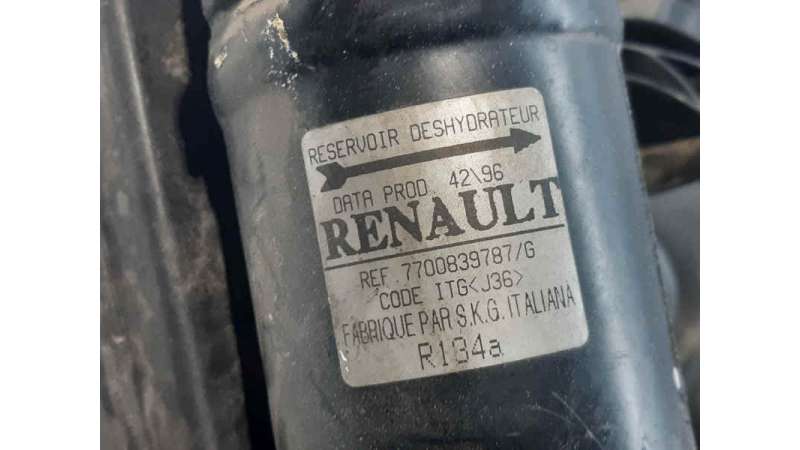 RESERVOIR DESHYDRATEUR
DATA PROD. 42\96
RENAULT
REF 7700839787/G
CODE ITG<J36>
FABRIQUE PAR S.K.G. ITALIANA
R134a